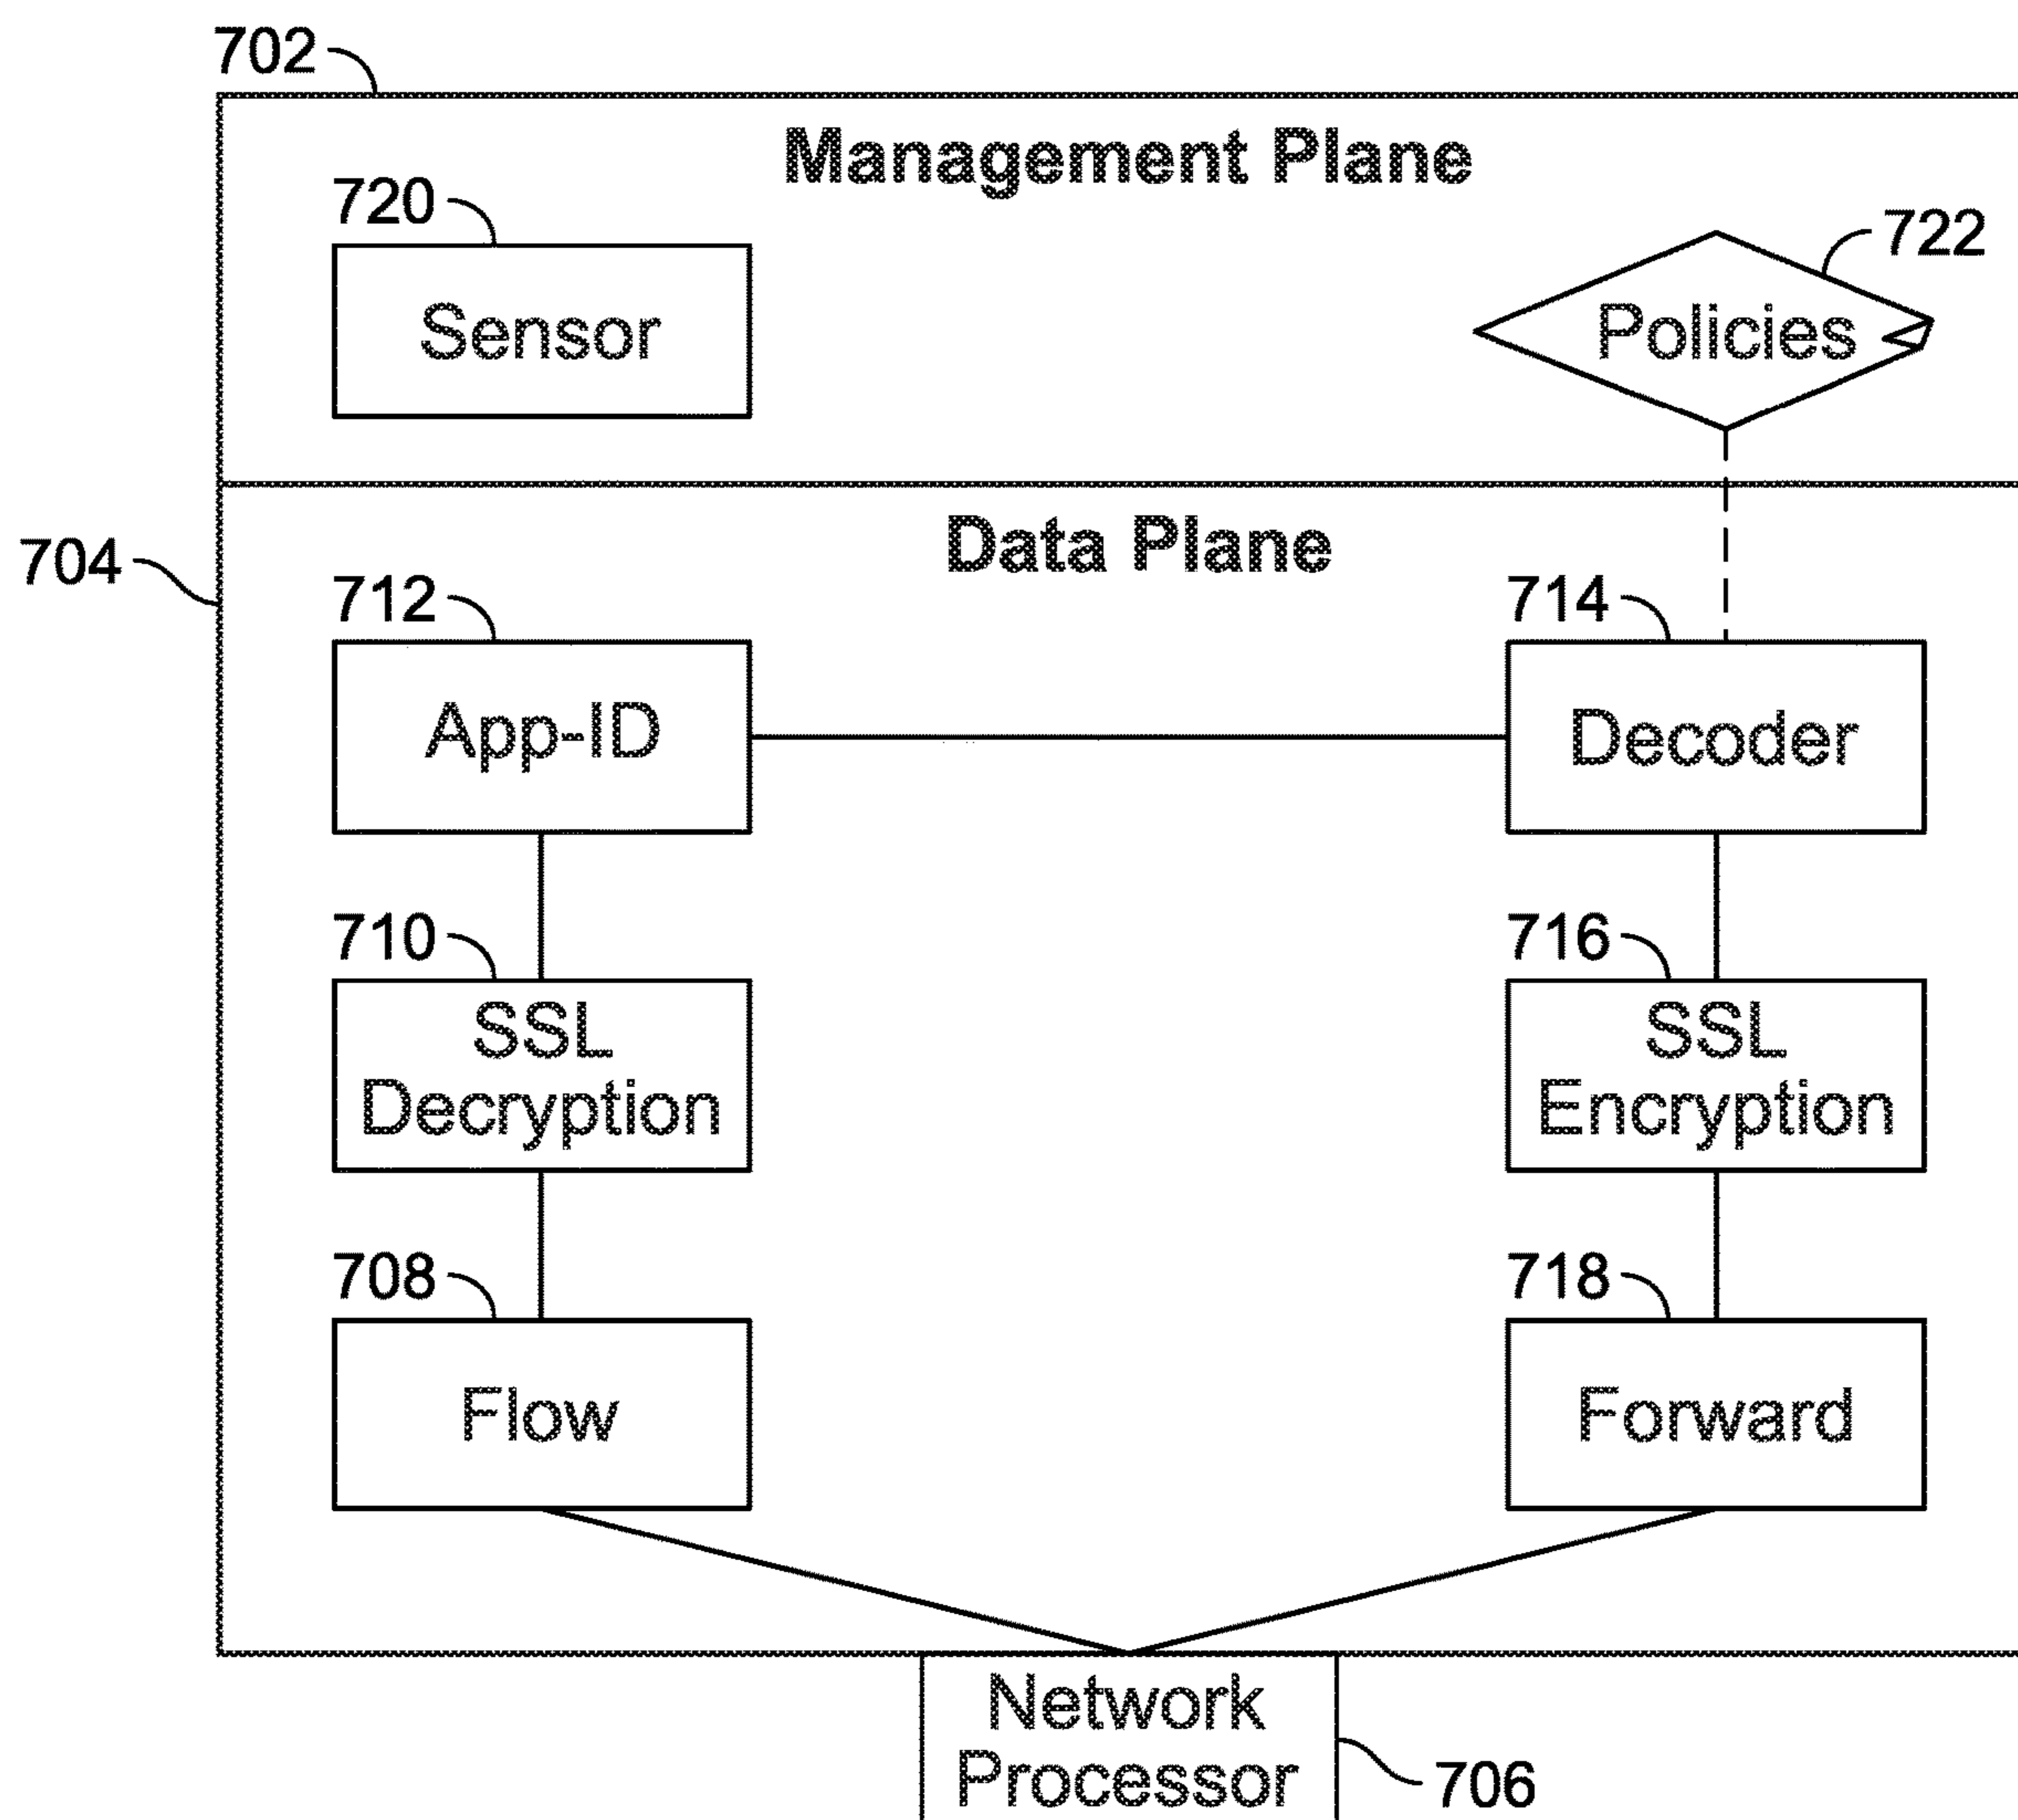 702
Management Plane
720
722
Sensor
Policies
704
Data Plane
712
714
App-ID
Decoder
710
716
SSL
Decryption
SSL
Encryption
708
718
Flow
Forward
Network
Processor
706